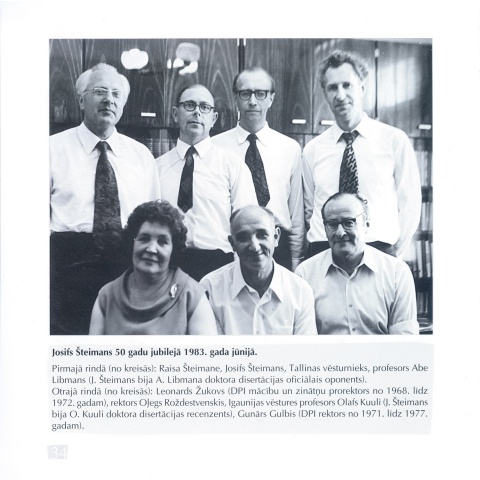 Josifs Šteimans 50 gadu jubilejā 1983. gada jūnijā.
Pirmajā rindā (no kreisās): Raisa Šteimane, Josifs Šteimans, Tallinas vēsturnieks, profesors Abe
Libmans (J. Šteimans bija A. Libmana doktora disertācijas oficiālais oponents).
Otrajā rindā (no kreisās): Leonards Žukovs (DPI mācību un zinātņu prorektors no 1968. līdz
1972. gadam), rektors Oļegs Roždestvenskis, Igaunijas vēstures profesors Olafs Kuuli (J. Šteimans
bija O. Kuuli doktora disertācijas recenzents), Gunārs Gulbis (DPI rektors no 1971. līdz 1977.
gadam).
34